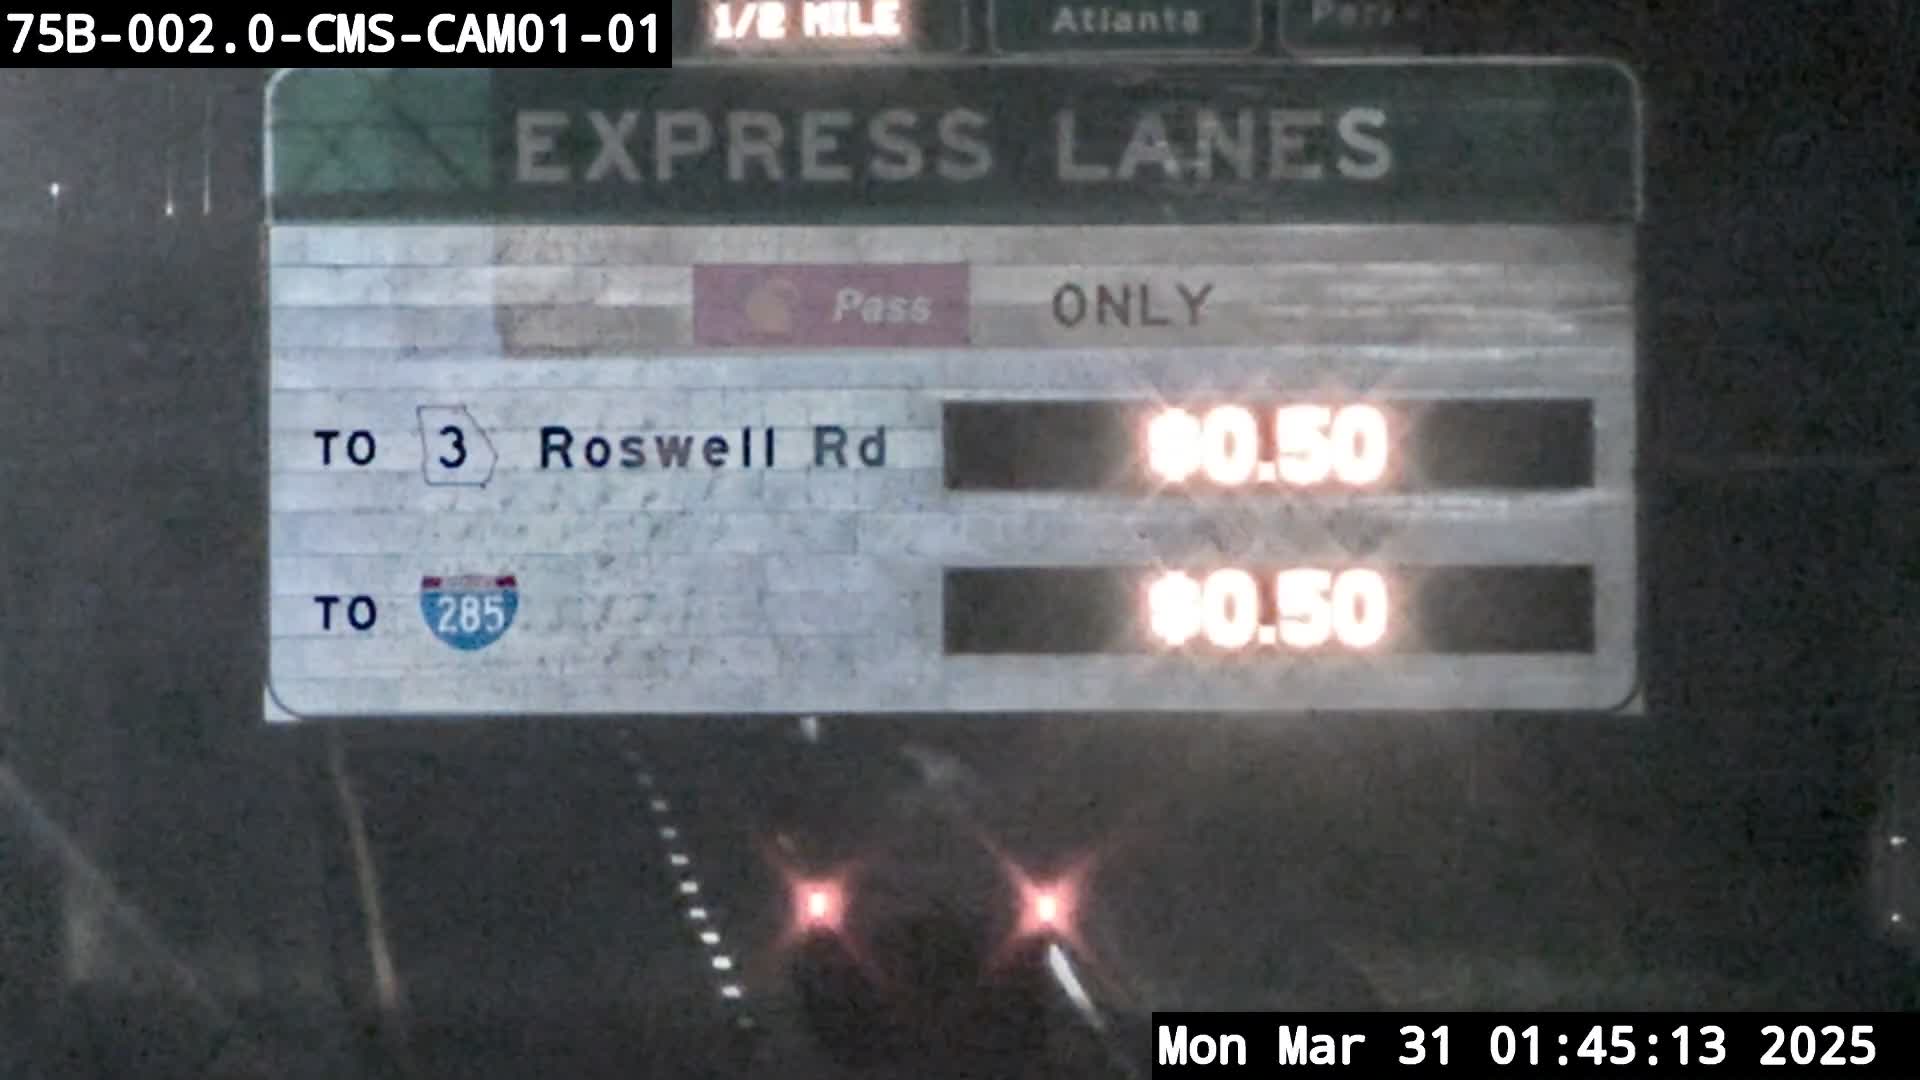 75B-002.0-CMS-CAM01-01
1/2 MILE
Atlanta
EXPRESS LANES
Pass ONLY
TO 3 Roswell Rd $0.50
TO 285 $0.50
Mon Mar 31 01:45:13 2025